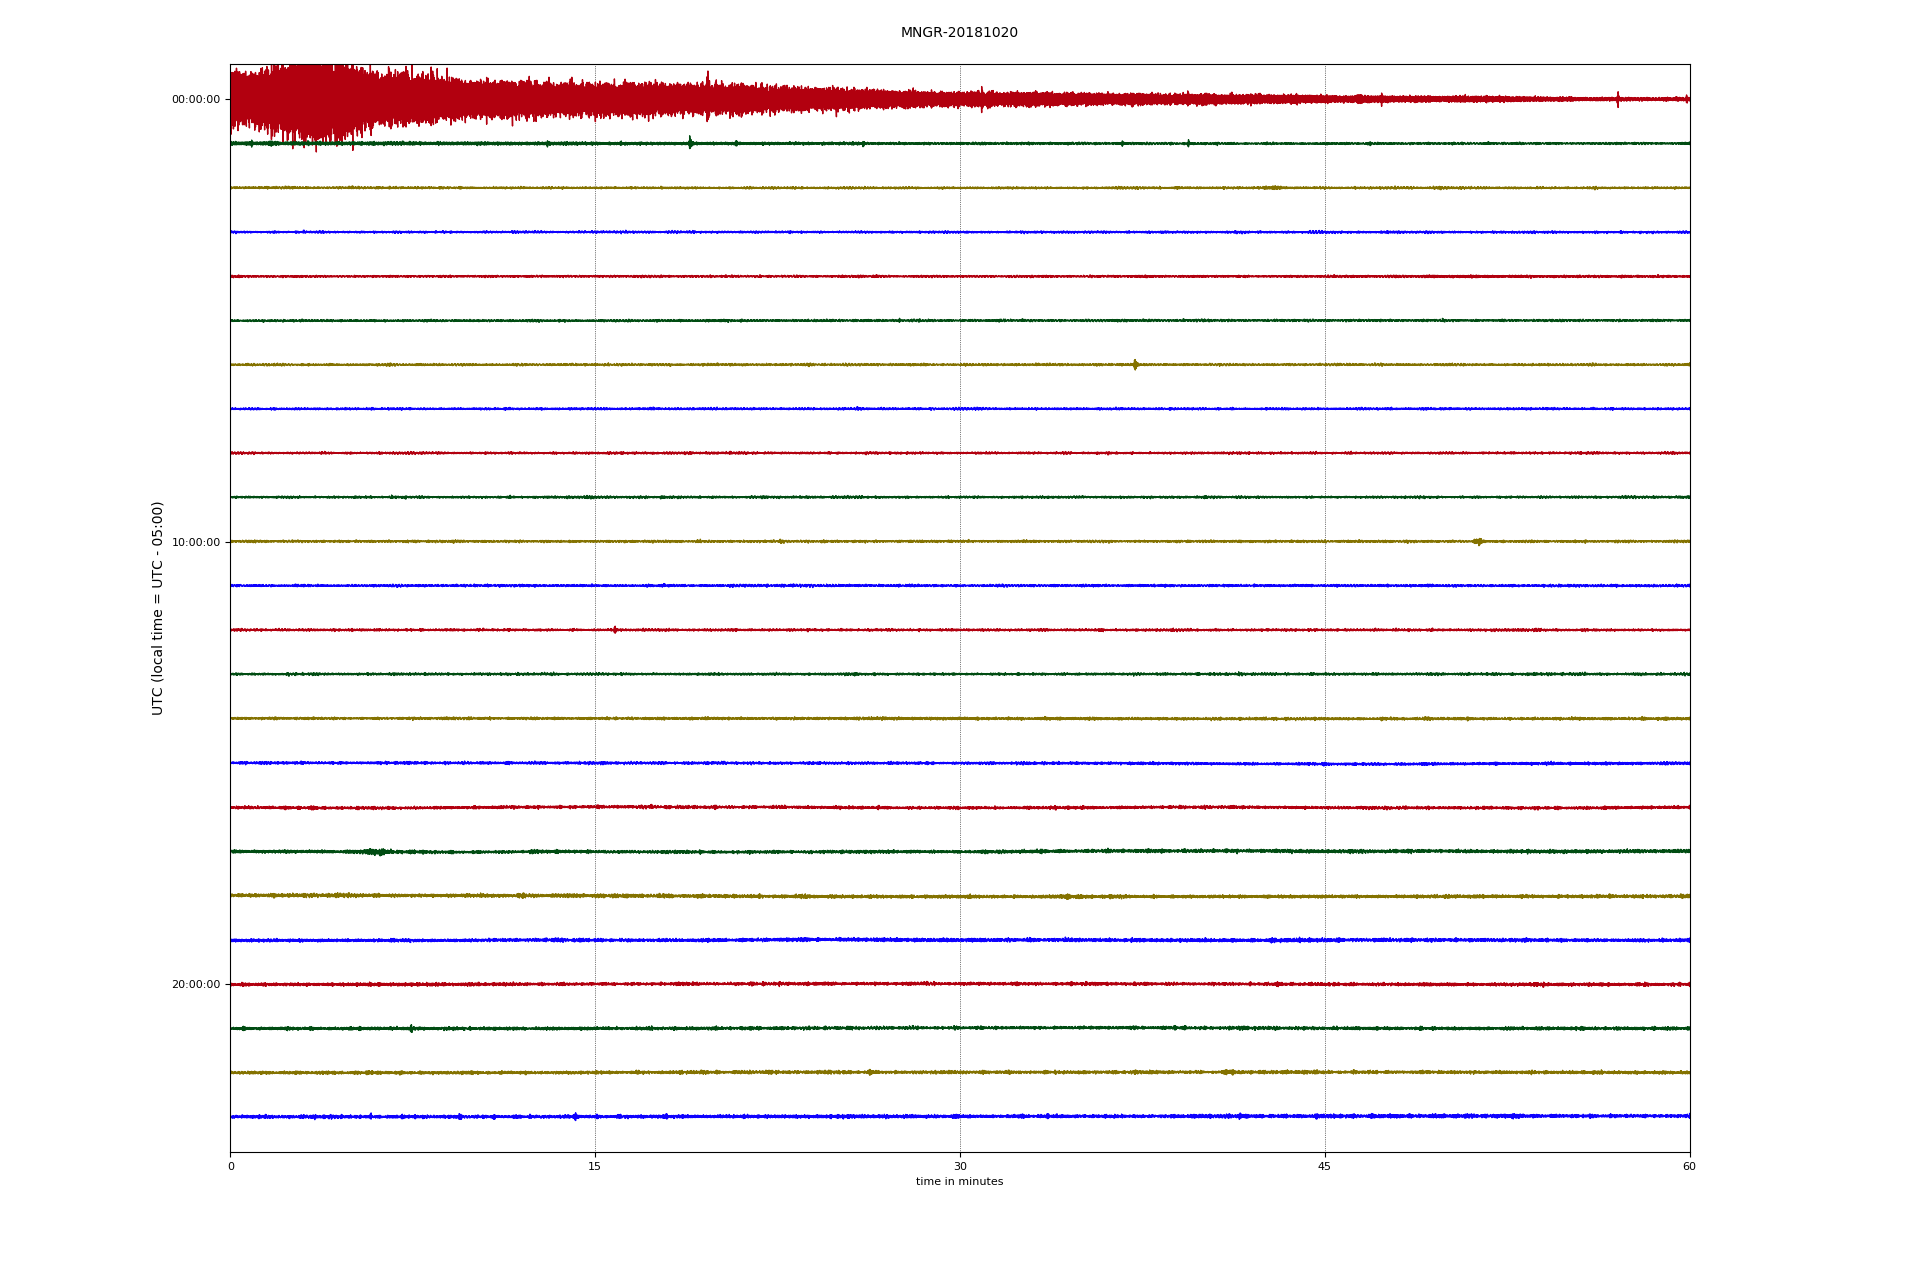 MNGR-20181020
00:00:00
10:00:00
20:00:00
UTC (local time = UTC - 05:00)
0 15 30 45 60
time in minutes